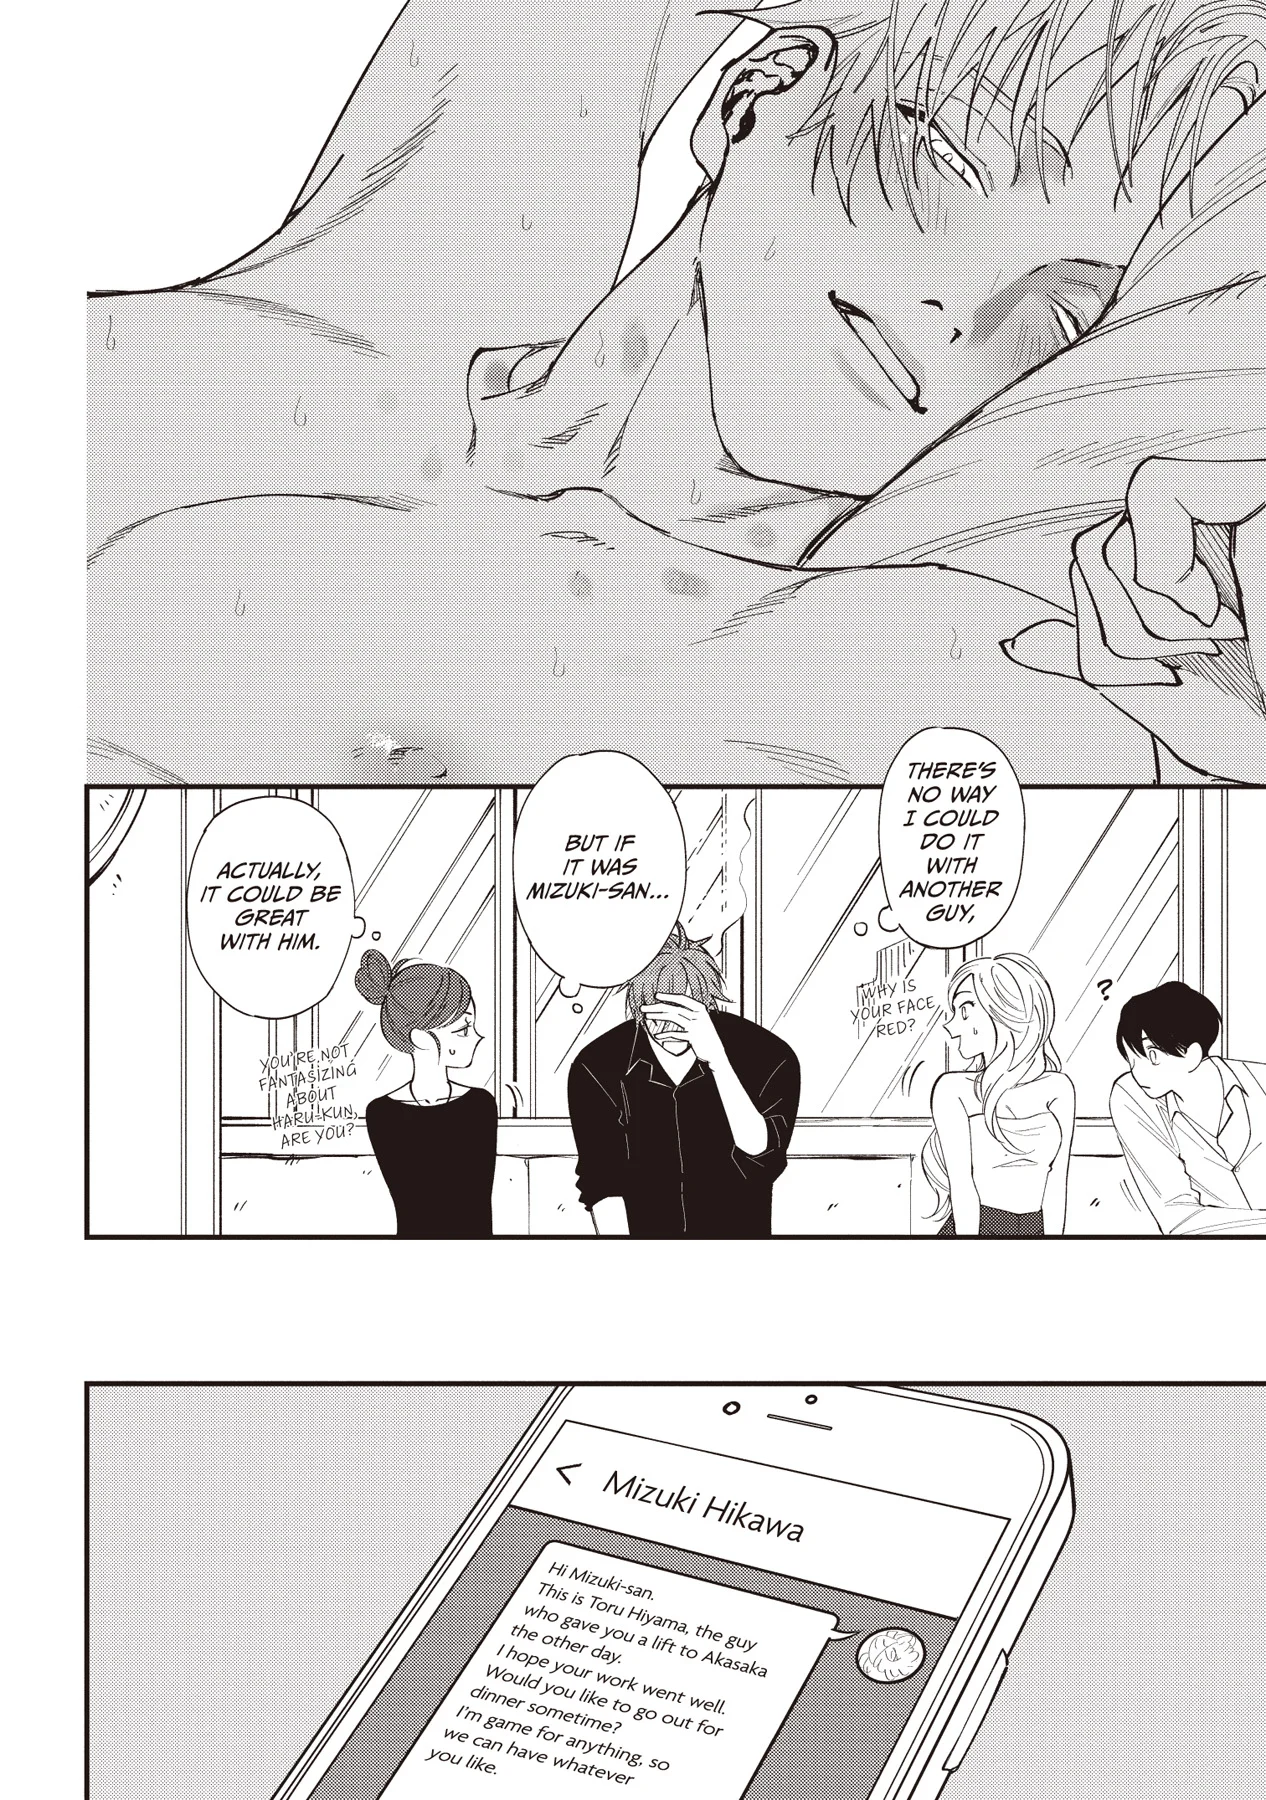 THERE'S
NO WAY
I COULD
DO IT
WITH
ANOTHER
GUY,
WHY IS
YOUR FACE
RED?
?
BUT IF
IT WAS
MIZUKI-SAN...
ACTUALLY,
IT COULD BE
GREAT
WITH HIM.
YOU'RE NOT
FANTASIZING
ABOUT
HARU-KUN,
ARE YOU?
< Mizuki Hikawa
Hi Mizuki-san.
This is Toru Hiyama, the guy
who gave you a lift to Akasaka
the other day.
I hope your work went well.
Would you like to go out for
dinner sometime?
I'm game for anything, so
we can have whatever
you like.